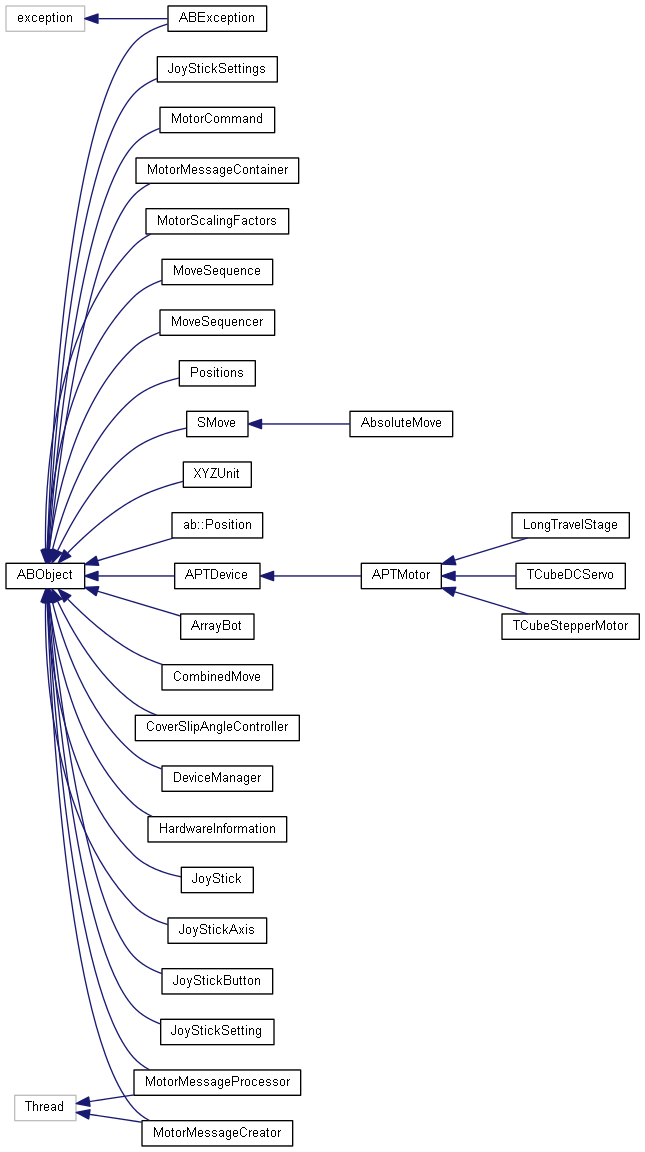 exception
ABException
JoyStickSettings
MotorCommand
MotorMessageContainer
MotorScalingFactors
MoveSequence
MoveSequencer
Positions
SMove
AbsoluteMove
XYZUnit
ab::Position
LongTravelStage
ABObject
APTDevice
APTMotor
TCubeDCServo
ArrayBot
TCubeStepperMotor
CombinedMove
CoverSlipAngleController
DeviceManager
HardwareInformation
JoyStick
JoyStickAxis
JoyStickButton
JoyStickSetting
MotorMessageProcessor
Thread
MotorMessageCreator